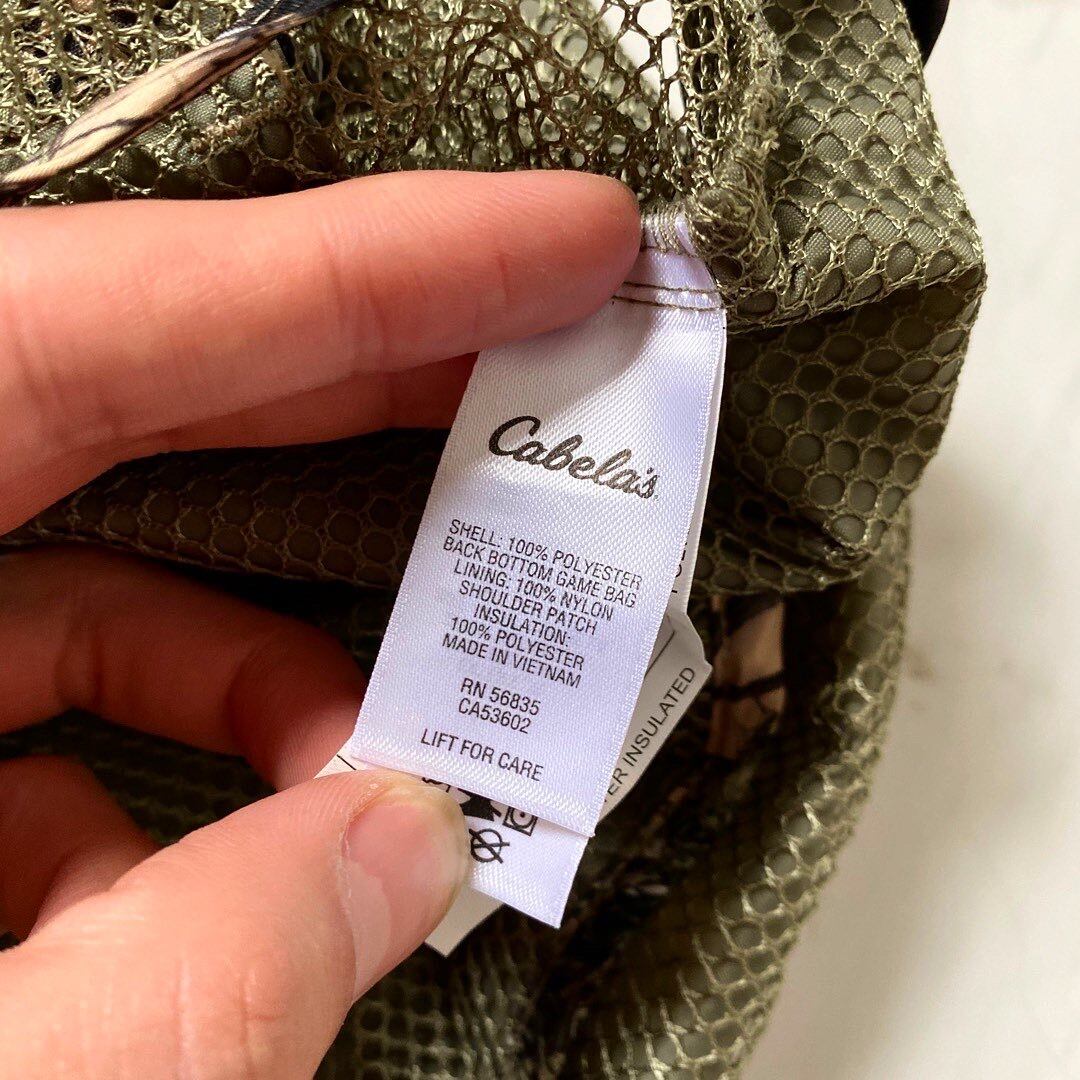 Cabela's
SHELL: 100% POLYESTER
BACK BOTTOM GAME BAG
LINING: 100% NYLON
SHOULDER PATCH
INSULATION:
100% POLYESTER
MADE IN VIETNAM
RN 56835
CA53602
LIFT FOR CARE
INSULATED